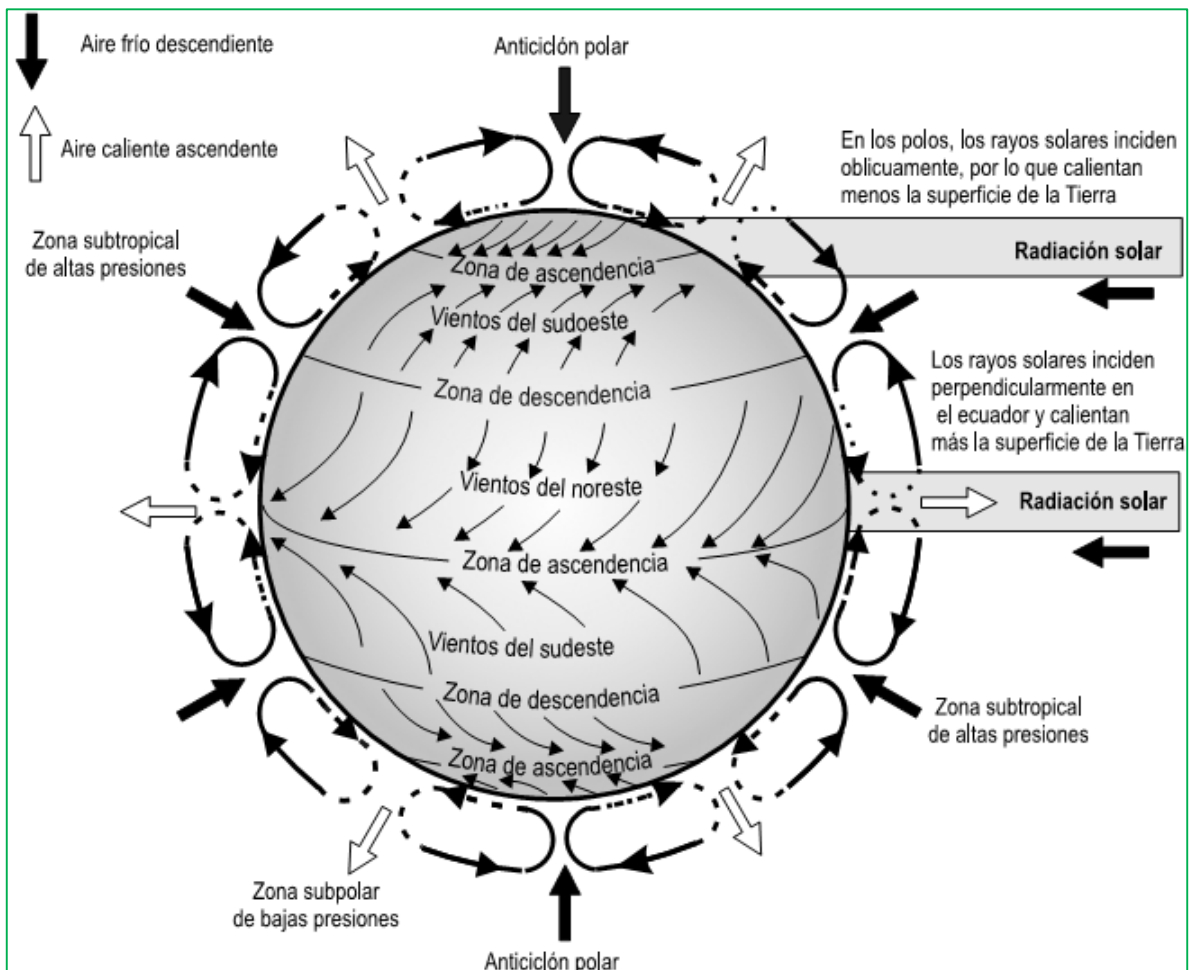 Aire frío descendiente
Aire caliente ascendente
Anticiclón polar
En los polos, los rayos solares inciden
oblicuamente, por lo que calientan
menos la superficie de la Tierra
Zona subtropical
de altas presiones
Radiación solar
Zona de ascendencia
Vientos del sudoeste
Zona de descendencia
Los rayos solares inciden
perpendicularmente en
el ecuador y calientan
más la superficie de la Tierra
Vientos del noreste
Radiación solar
Zona de ascendencia
Vientos del sudeste
Zona de descendencia
Zona subtropical
de altas presiones
Zona de ascendencia
Zona subpolar
de bajas presiones
Anticiclón polar